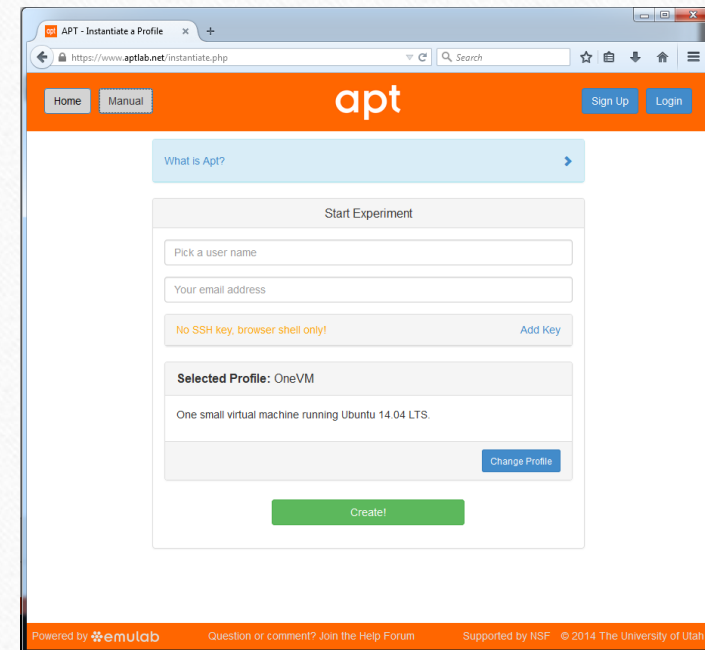 apt APT - Instantiate a Profile × +
https://www.aptlab.net/instantiate.php Search
Home Manual apt Sign Up Login
What is Apt?
Start Experiment
Pick a user name
Your email address
No SSH key, browser shell only! Add Key
Selected Profile: OneVM
One small virtual machine running Ubuntu 14.04 LTS.
Change Profile
Create!
Powered by emulab Question or comment? Join the Help Forum Supported by NSF © 2014 The University of Utah